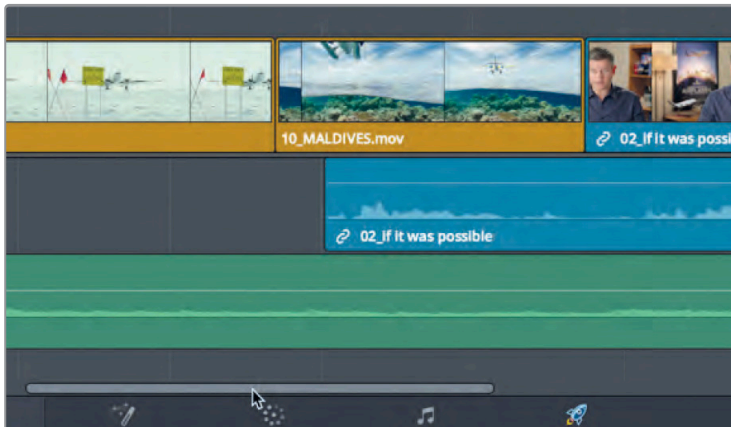 10_MALDIVES.mov
02_if it was possi
02_if it was possible